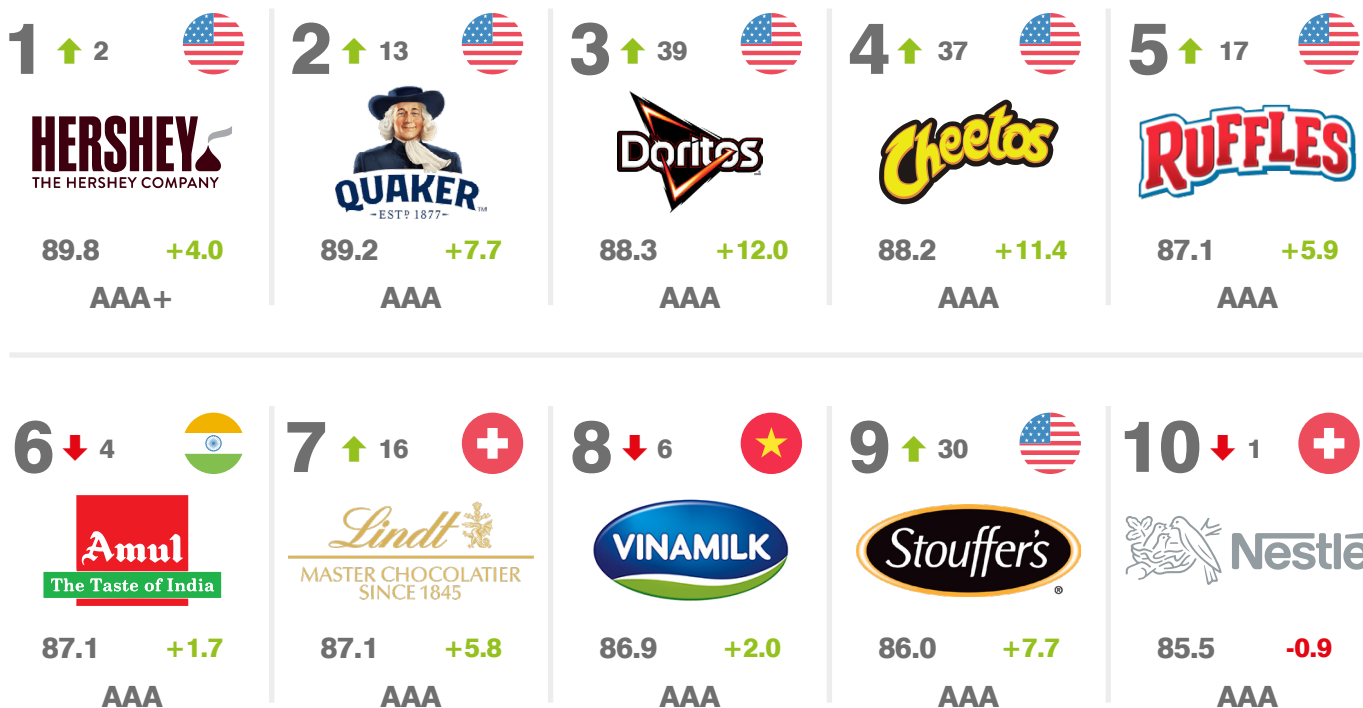 1 2
HERSHEY
THE HERSHEY COMPANY
89.8 +4.0
AAA+
2 13
QUAKER
-ESTD 1877- TM
89.2 +7.7
AAA
3 39
Doritos
88.3 +12.0
AAA
4 37
Cheetos
88.2 +11.4
AAA
5 17
RUFFLES
87.1 +5.9
AAA
6 4
Amul
The Taste of India
87.1 +1.7
AAA
7 16
Lindt
MASTER CHOCOLATIER
SINCE 1845
87.1 +5.8
AAA
8 6
VINAMILK
86.9 +2.0
AAA
9 30
Stouffer's
®
86.0 +7.7
AAA
10 1
Nestlé
85.5 -0.9
AAA